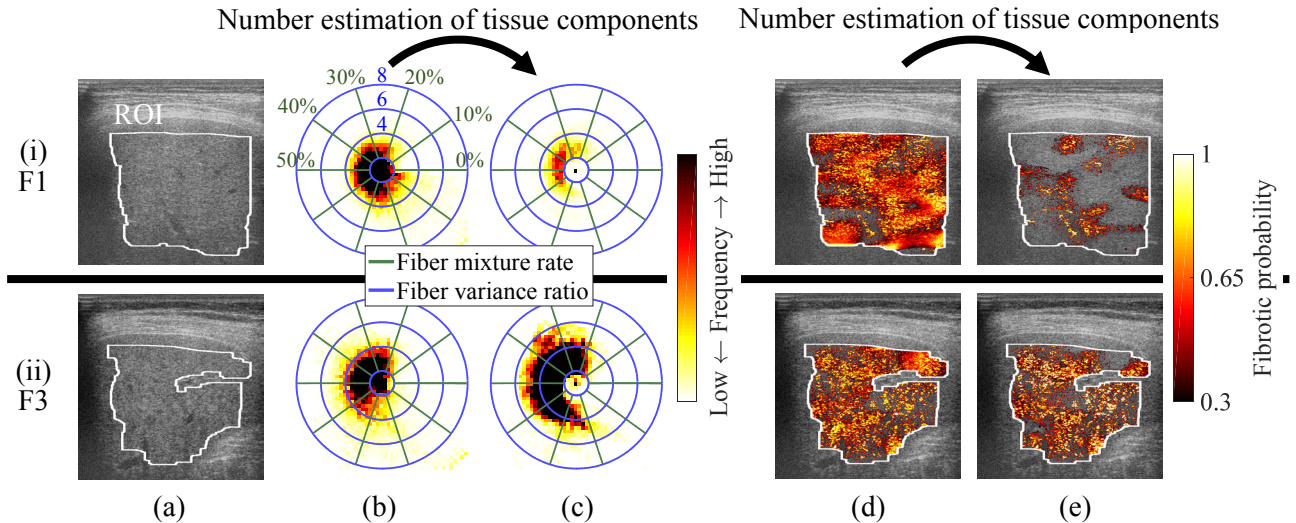 Number estimation of tissue components
Number estimation of tissue components
(i)
F1
ROI
30%
8
20%
40%
6
10%
4
50%
0%
Low ← Frequency → High
1
0.65
0.3
Fibrotic probability
Fiber mixture rate
Fiber variance ratio
(ii)
F3
(a)
(b)
(c)
(d)
(e)